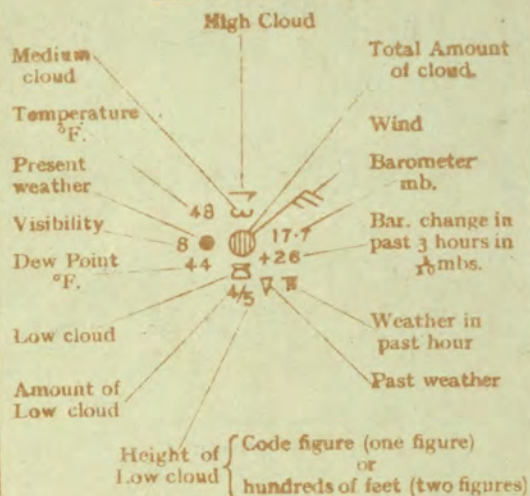 High Cloud
Medium
cloud
Total Amount
of cloud.
Temperature
°F.
Wind
Present
weather
Barometer
mb.
48
Visibility
8
17·7
Bar. change in
past 3 hours in
1/10 mbs.
+26
Dew Point
°F.
44
Low cloud
4/5
Weather in
past hour
Amount of
Low cloud
Past weather
Height of
Low cloud
Code figure (one figure)
or
hundreds of feet (two figures)